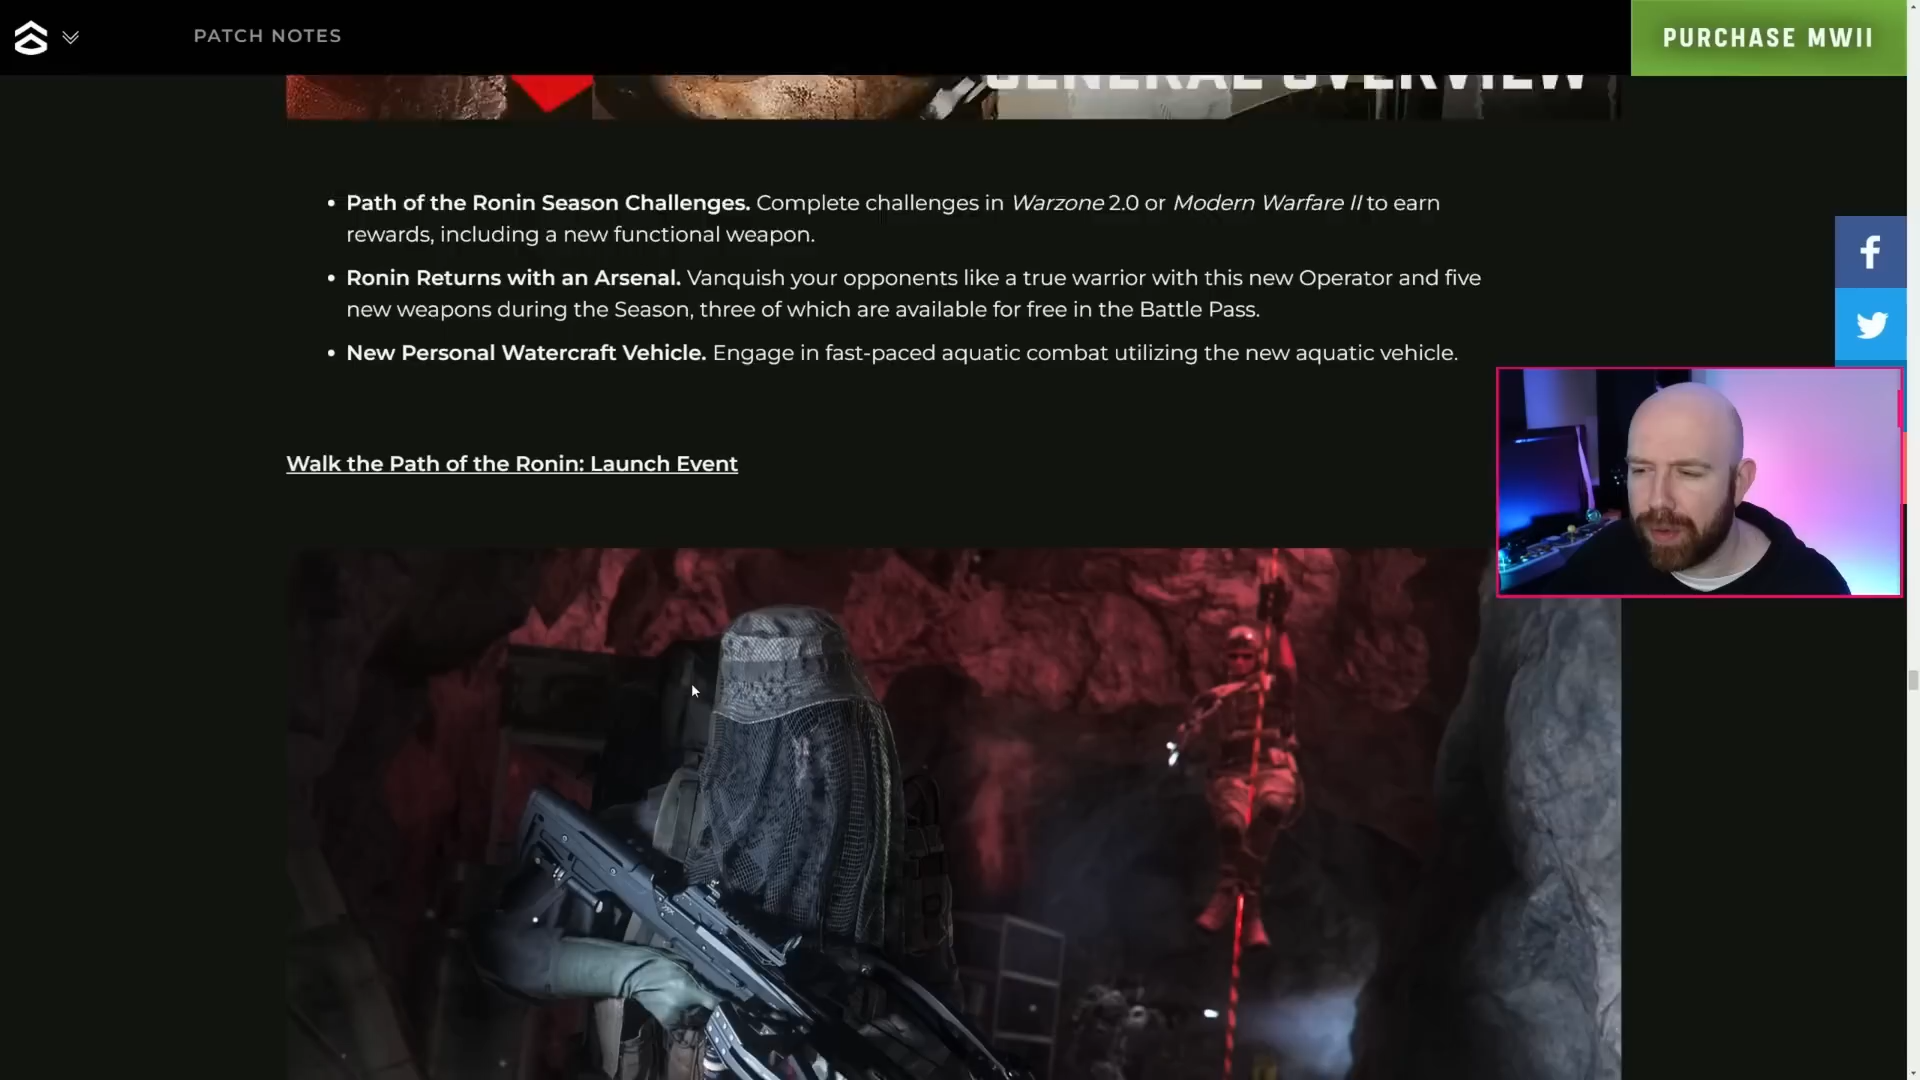 PATCH NOTES
PURCHASE MWII
GENERAL OVERVIEW
• Path of the Ronin Season Challenges. Complete challenges in Warzone 2.0 or Modern Warfare II to earn
rewards, including a new functional weapon.
• Ronin Returns with an Arsenal. Vanquish your opponents like a true warrior with this new Operator and five
new weapons during the Season, three of which are available for free in the Battle Pass.
• New Personal Watercraft Vehicle. Engage in fast-paced aquatic combat utilizing the new aquatic vehicle.
Walk the Path of the Ronin: Launch Event